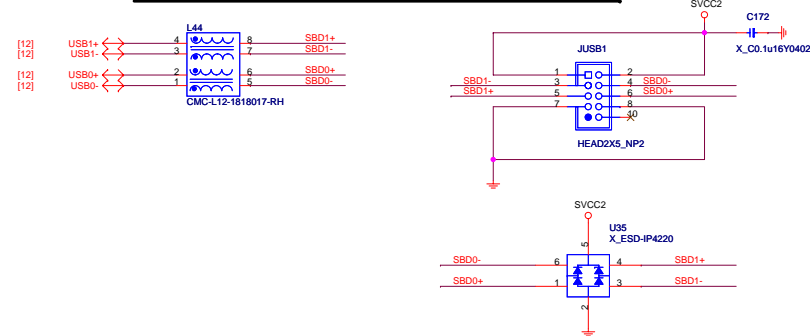 SVCC2
C172
X_C0.1u16Y0402
L44
[12] USB1+ 4 8 SBD1+
[12] USB1- 3 7 SBD1-
[12] USB0+ 2 6 SBD0+
[12] USB0- 1 5 SBD0-
CMC-L12-1818017-RH
JUSB1
1 2
SBD1- 3 4 SBD0-
SBD1+ 5 6 SBD0+
7 8
10
HEAD2X5_NP2
SVCC2
U35
X_ESD-IP4220
5
SBD0- 6 4 SBD1+
SBD0+ 1 3 SBD1-
2